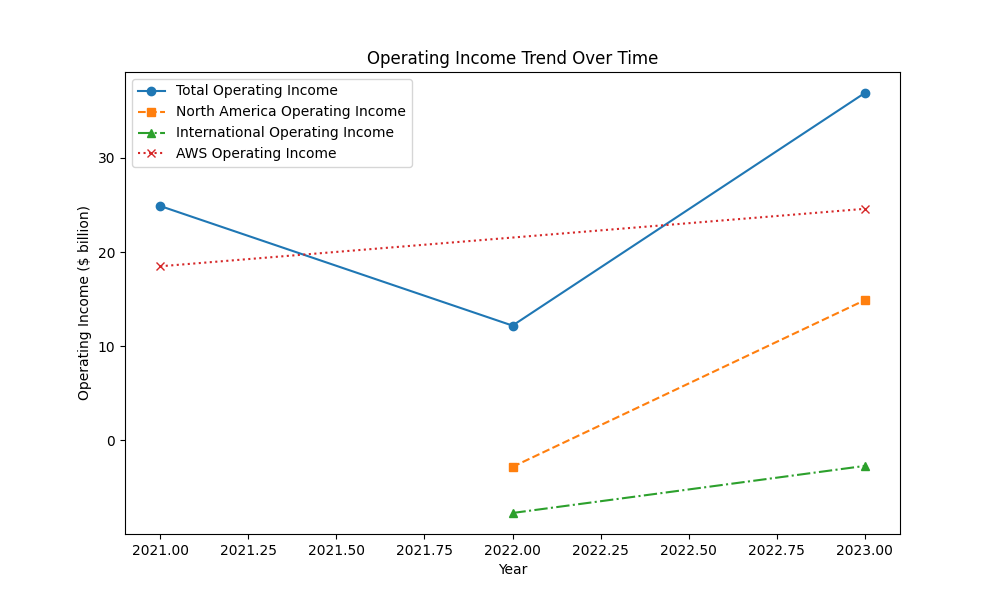 Operating Income Trend Over Time
Total Operating Income
North America Operating Income
International Operating Income
AWS Operating Income
Operating Income ($ billion)
30
20
10
0
2021.00 2021.25 2021.50 2021.75 2022.00 2022.25 2022.50 2022.75 2023.00
Year